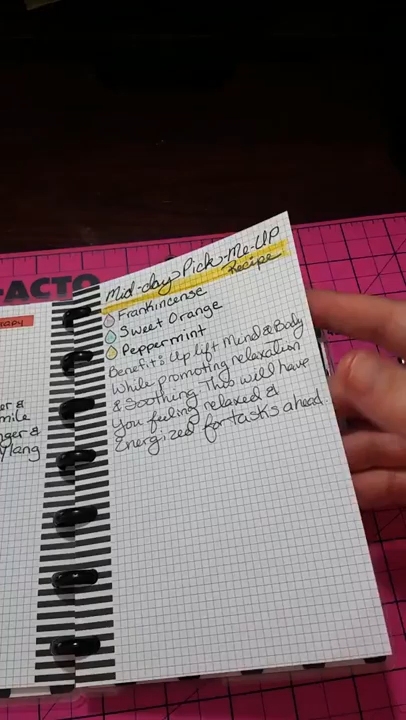 -ACTO
rapy
er &
mile
nger &
ylang
Mid-day Pick-Me-Up
Recipe
Frankincense
Sweet Orange
Peppermint
Benefit: Up Lift Mind & Body
While promoting relaxation
& Soothing. This will have
You feeling relaxed &
Energized for tasks ahead.